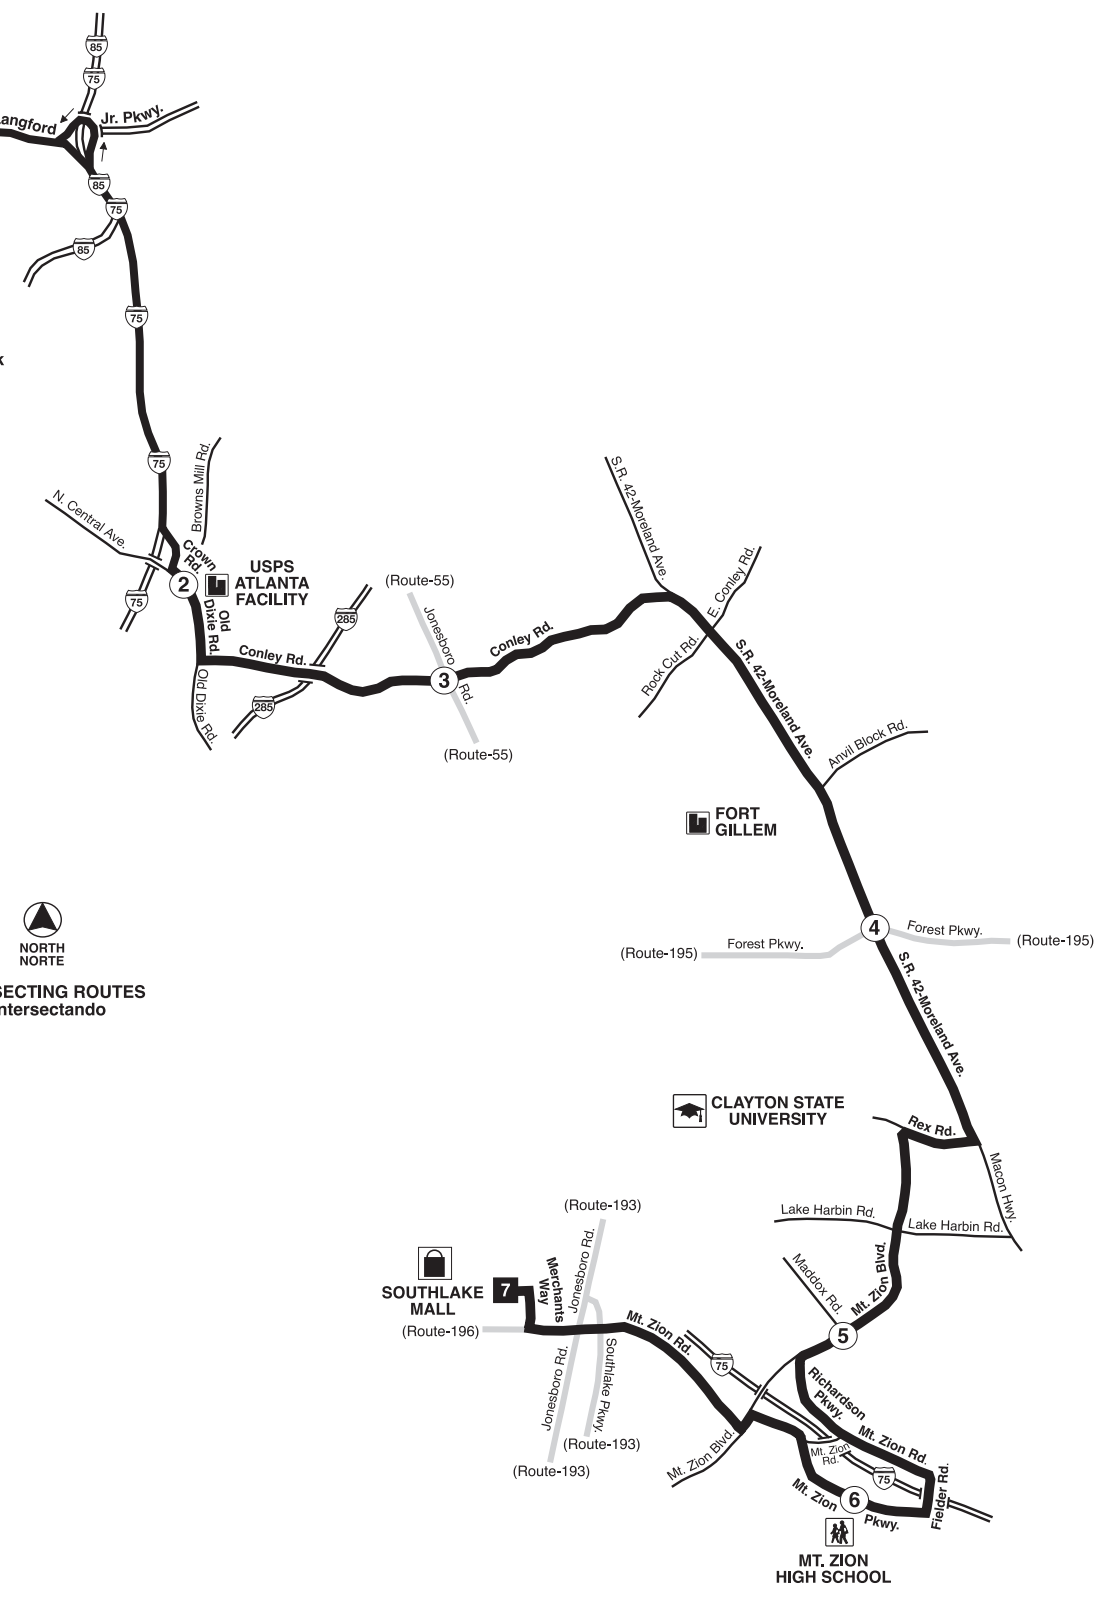 85
75
Langford
Jr. Pkwy.
85
75
85
75
75
N. Central Ave.
Browns Mill Rd.
Crown
Rd.
2
USPS
ATLANTA
FACILITY
75
Old
Dixie Rd.
Old Dixie Rd.
Conley Rd.
285
285
(Route-55)
Jonesboro
Rd.
3
(Route-55)
Conley Rd.
S.R. 42-Moreland Ave.
E. Conley Rd.
Rock Cut Rd.
S.R. 42-Moreland Ave.
Anvil Block Rd.
FORT
GILLEM
4
Forest Pkwy.
(Route-195)
(Route-195)
Forest Pkwy.
S.R. 42-Moreland Ave.
NORTH
NORTE
SECTING ROUTES
ntersectando
CLAYTON STATE
UNIVERSITY
Rex Rd.
Macon Hwy.
Lake Harbin Rd.
Lake Harbin Rd.
Mt. Zion Blvd.
Maddox Rd.
5
(Route-193)
Jonesboro Rd.
Merchants
Way
7
SOUTHLAKE
MALL
(Route-196)
Mt. Zion Rd.
75
Jonesboro Rd.
Southlake Pkwy.
(Route-193)
(Route-193)
Mt. Zion Blvd.
Richardson
Pkwy.
Mt. Zion Rd.
Mt. Zion
Rd.
75
Fielder Rd.
Mt. Zion
6
Pkwy.
MT. ZION
HIGH SCHOOL